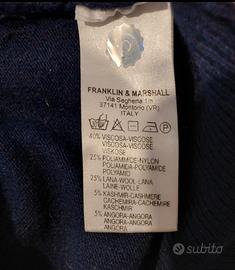 FRANKLIN & MARSHALL
Via Seghena 1/b
37141 Montorio (VR)
ITALY
40% VISCOSA-VISCOSE
VISCOSA-VISCOSE
VISKOSE
25% POLIAMMIDE-NYLON
POLIAMIDA-POLYAMIDE
POLYAMID
25% LANA-WOOL-LANA
LAINE-WOLLE
5% KASHMIR-CASHMERE
CACHEMIRA-CACHEMIRE
KASCHMIR
5% ANGORA-ANGORA
ANGORA-ANGORA
ANGORA
subito